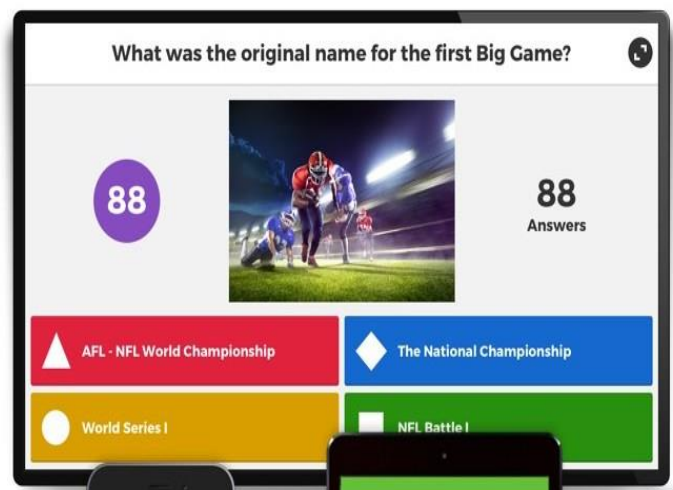 What was the original name for the first Big Game?
88
88
Answers
AFL - NFL World Championship
The National Championship
World Series I
NFL Battle I